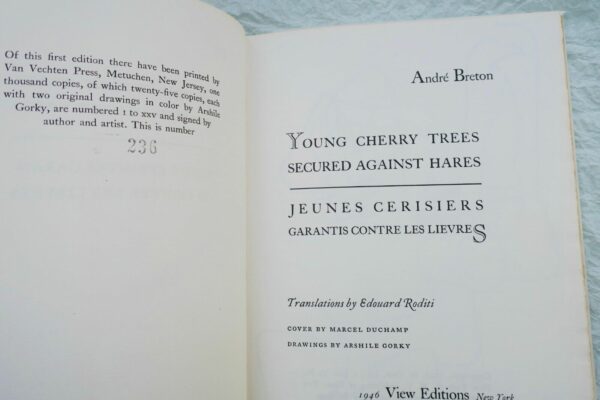 Of this first edition there have been printed by
Van Vechten Press, Metuchen, New Jersey, one
thousand copies, of which twenty-five copies, each
with two original drawings in color by Arshile
Gorky, are numbered I to XXV and signed by
author and artist. This is number
236
André Breton
YOUNG CHERRY TREES
SECURED AGAINST HARES
JEUNES CERISIERS
GARANTIS CONTRE LES LIEVRES
Translations by Edouard Roditi
COVER BY MARCEL DUCHAMP
DRAWINGS BY ARSHILE GORKY
1946 View Editions New York